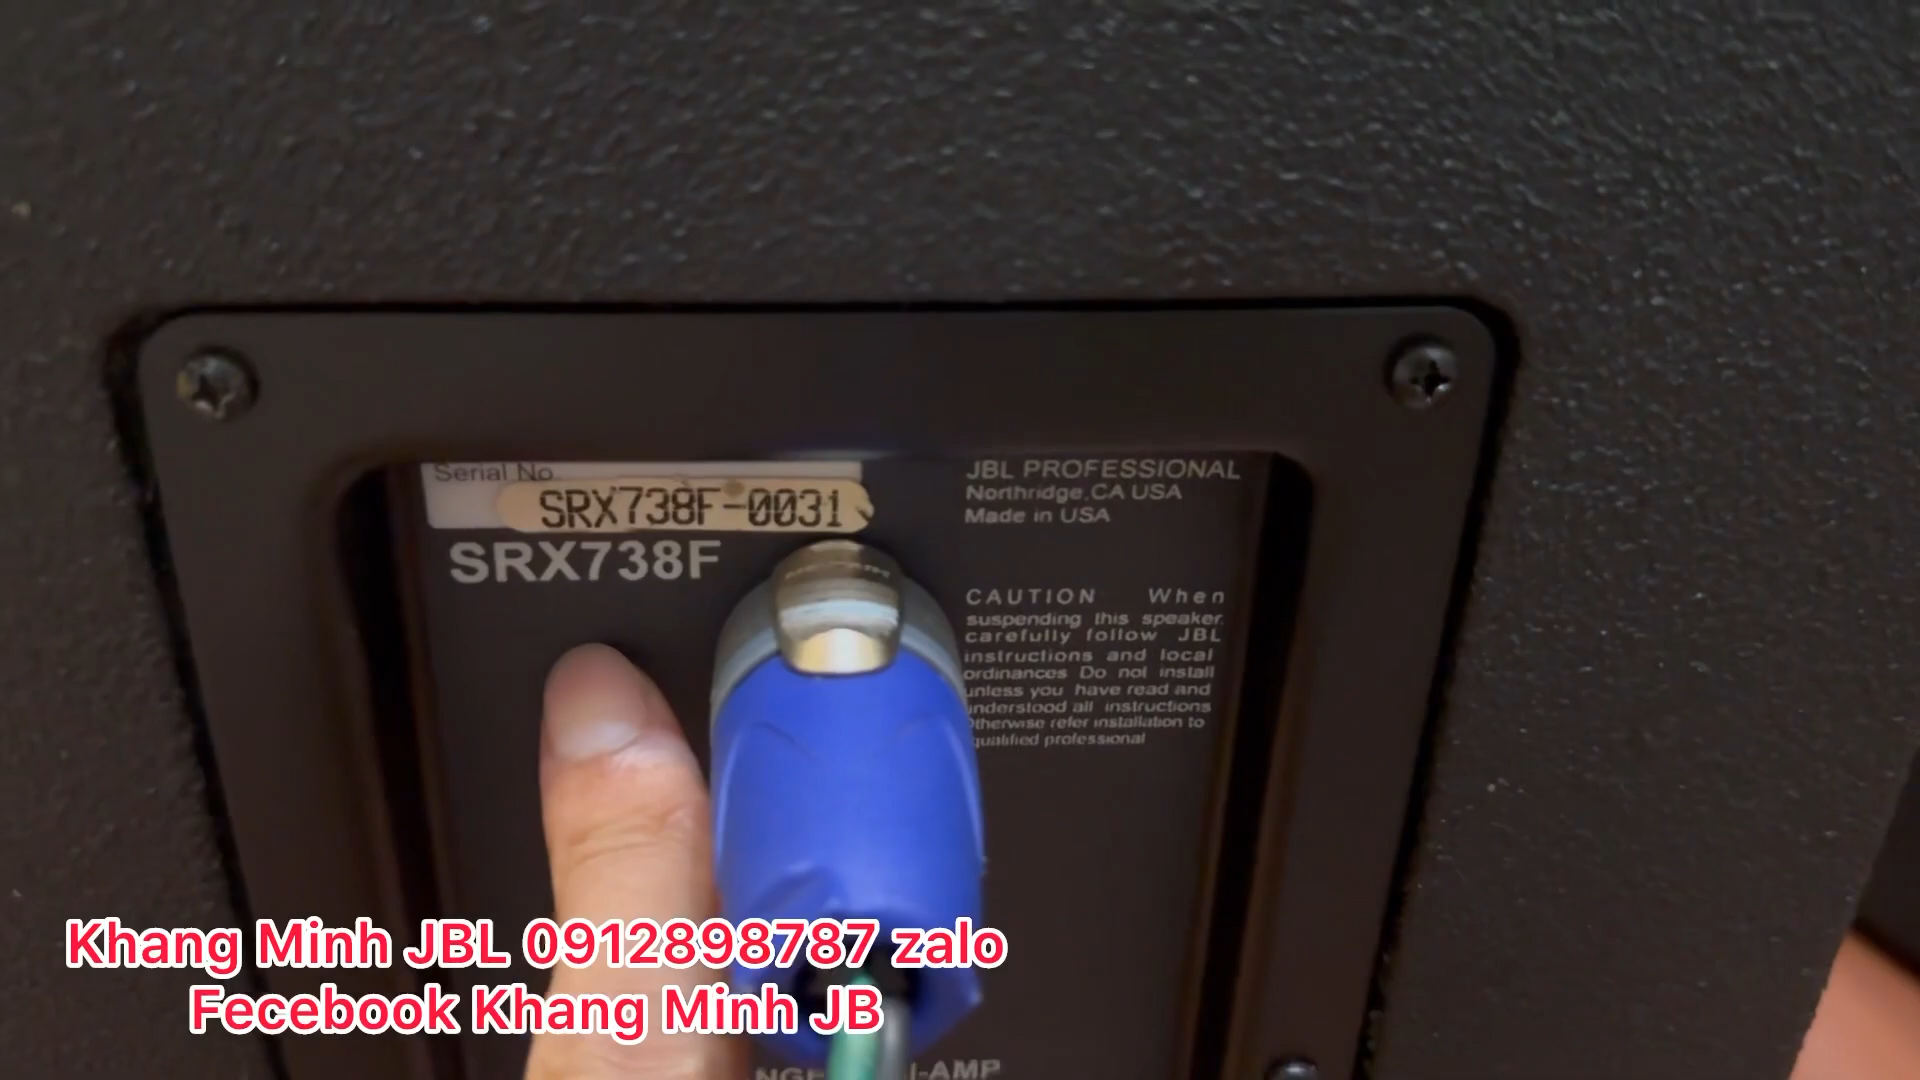 Serial No.
SRX738F-0031
SRX738F
JBL PROFESSIONAL
Northridge,CA USA
Made in USA
CAUTION When
suspending this speaker
carefully follow JBL
instructions and local
ordinances Do not install
unless you have read and
understood all instructions
Otherwise refer installation to
qualified professional
Khang Minh JBL 0912898787 zalo
Fecebook Khang Minh JB
I-AMP